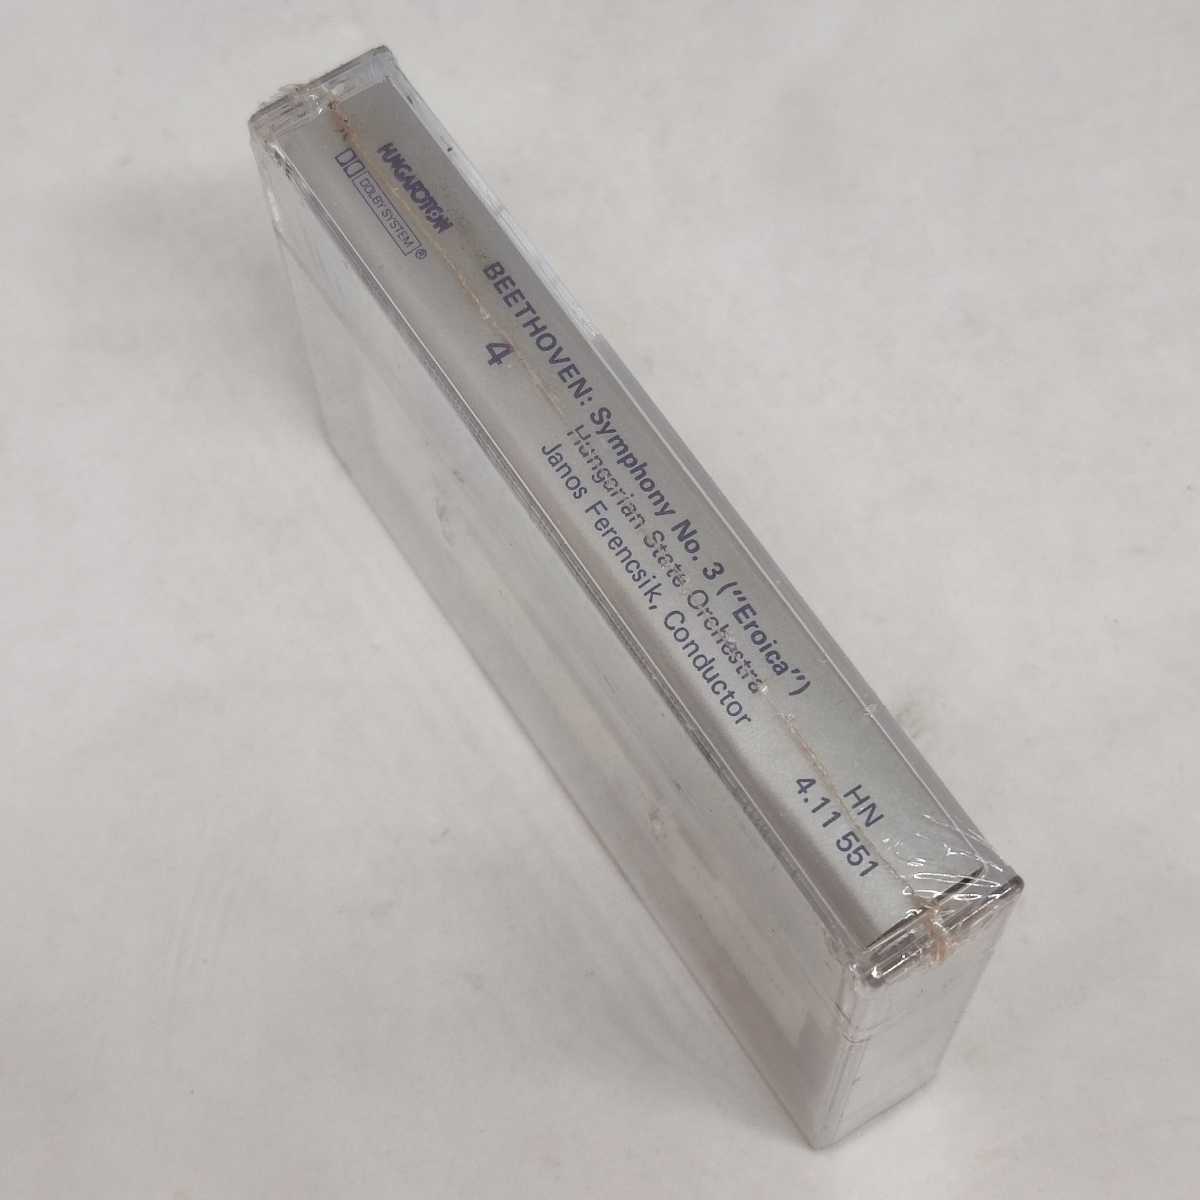 HUNGAROTON
DOLBY SYSTEM®
BEETHOVEN: Symphony No. 3 (“Eroica”)
4
Hungarian State Orchestra
Janos Ferencsik, Conductor
HN
4.11 551